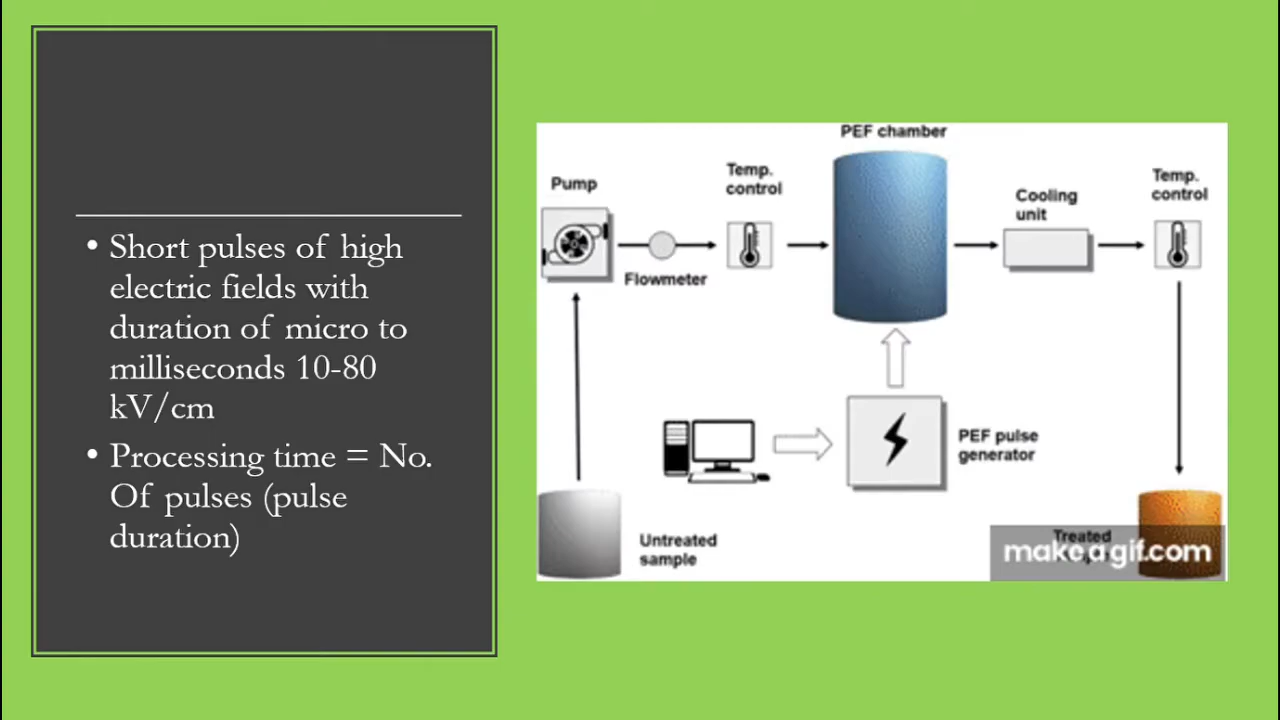 • Short pulses of high
electric fields with
duration of micro to
milliseconds 10-80
kV/cm
• Processing time = No.
Of pulses (pulse
duration)
PEF chamber
Pump
Temp.
control
Cooling
unit
Temp.
control
Flowmeter
PEF pulse
generator
Untreated
sample
Treated
makeagif.com